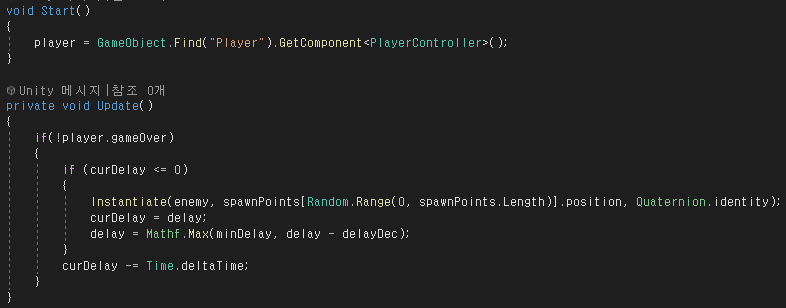 void Start()
{
    player = GameObject.Find("Player").GetComponent<PlayerController>();
}
Unity 메시지|참조 0개
private void Update()
{
    if(!player.gameOver)
    {
        if (curDelay <= 0)
        {
            Instantiate(enemy, spawnPoints[Random.Range(0, spawnPoints.Length)].position, Quaternion.identity);
            curDelay = delay;
            delay = Mathf.Max(minDelay, delay - delayDec);
        }
        curDelay -= Time.deltaTime;
    }
}